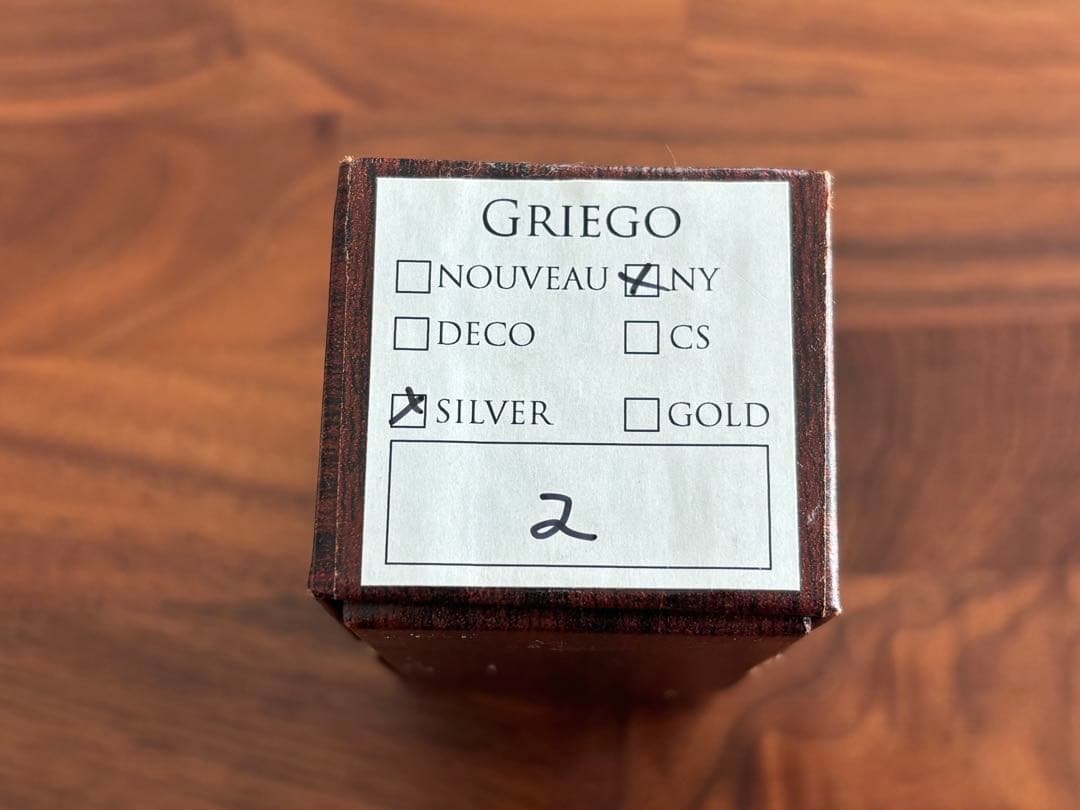 GRIEGO
☐ NOUVEAU ☒ NY
☐ DECO ☐ CS
☒ SILVER ☐ GOLD
2